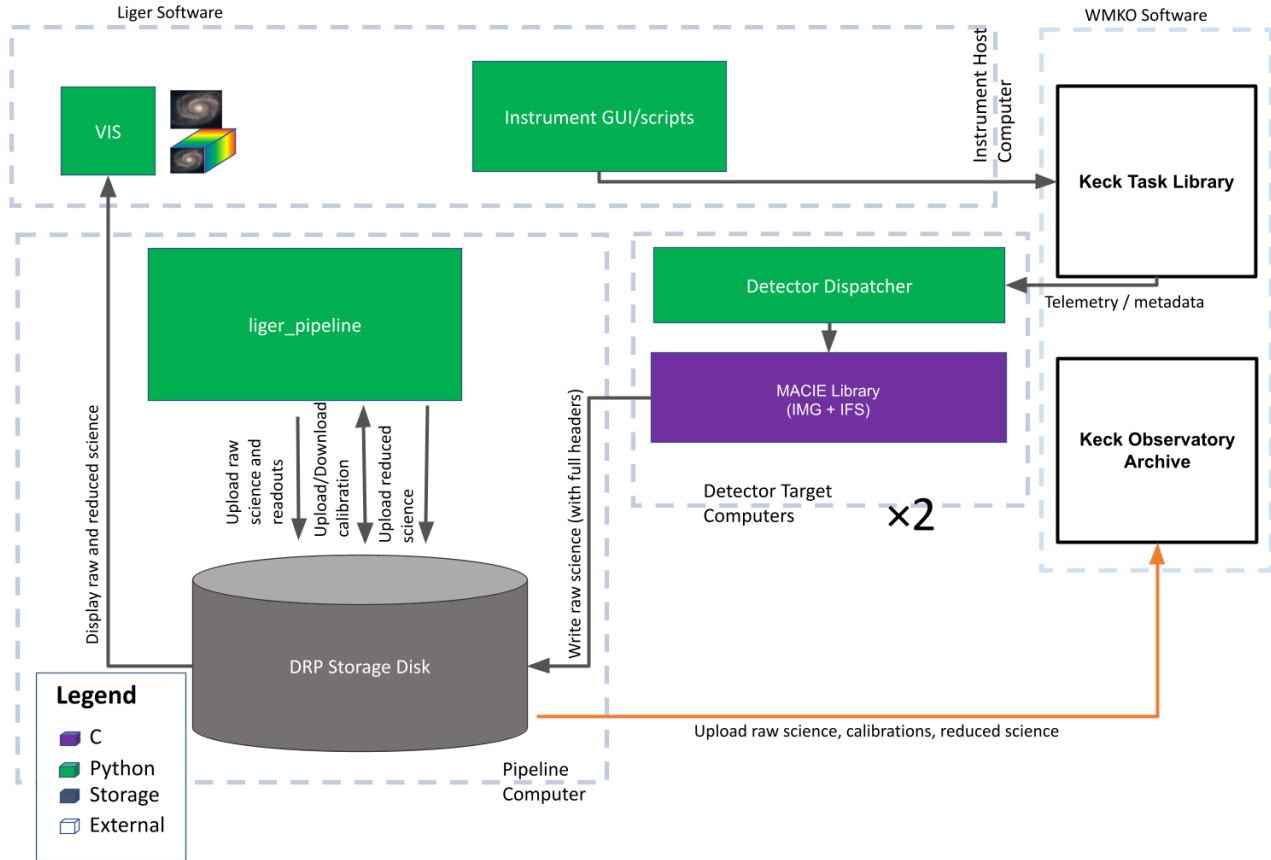 Liger Software
WMKO Software
VIS
Instrument GUI/scripts
Instrument Host
Computer
Keck Task Library
liger_pipeline
Detector Dispatcher
Telemetry / metadata
MACIE Library
(IMG + IFS)
Keck Observatory
Archive
Detector Target
Computers
×2
Display raw and reduced science
Upload raw
science and
readouts
Upload/Download
calibration
Upload reduced
science
Write raw science (with full headers)
DRP Storage Disk
Upload raw science, calibrations, reduced science
Pipeline
Computer
Legend
C
Python
Storage
External